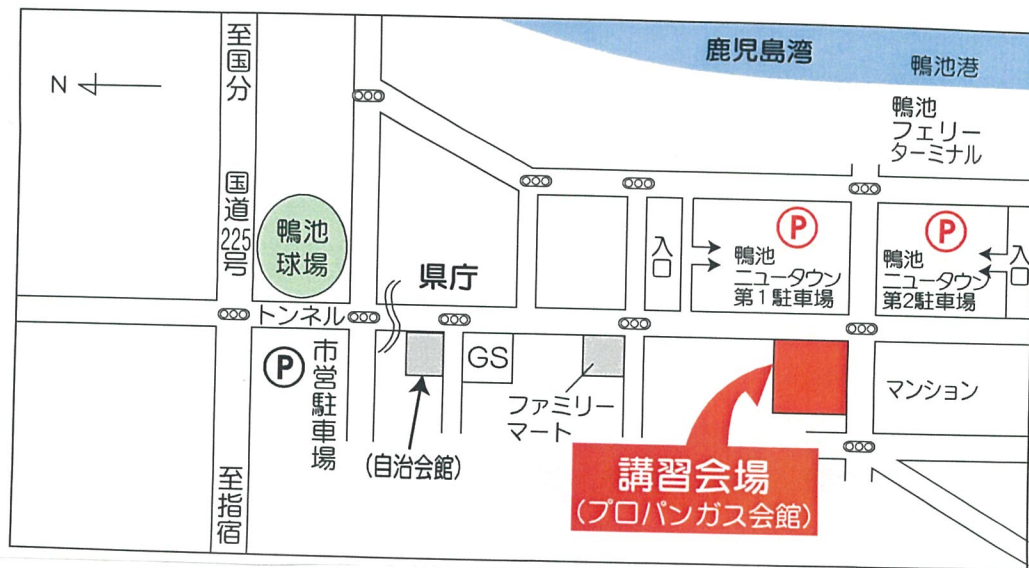 N
至国分
国道225号
至指宿
鹿児島湾
鴨池港
鴨池
フェリー
ターミナル
鴨池
球場
県庁
入口
P
鴨池
ニュータウン
第1駐車場
P
鴨池
ニュータウン
第2駐車場
入口
トンネル
P
市営駐車場
GS
ファミリー
マート
(自治会館)
マンション
講習会場
(プロパンガス会館)